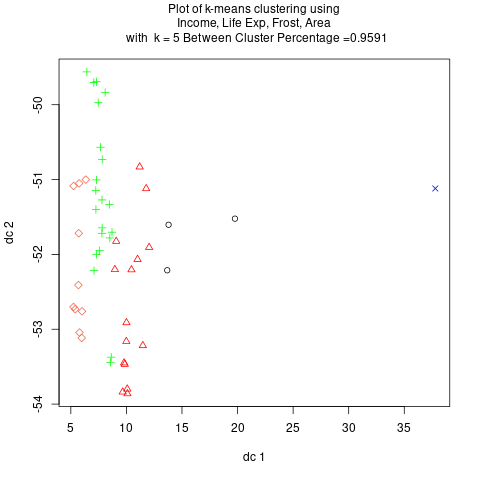 Plot of k-means clustering using
Income, Life Exp, Frost, Area
with  k = 5 Between Cluster Percentage =0.9591
-50
-51
-52
-53
-54
dc 2
5
10
15
20
25
30
35
dc 1